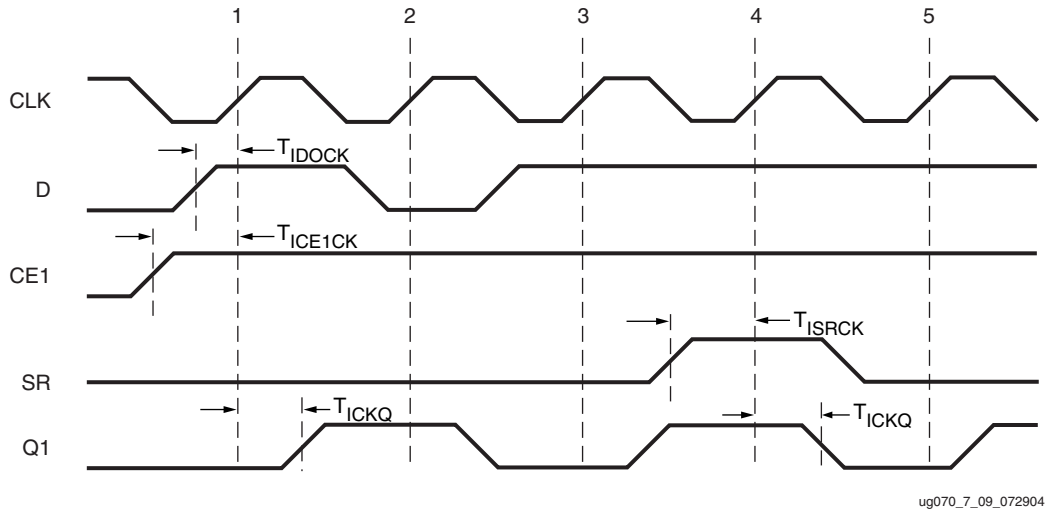 1 2 3 4 5
CLK
T_IDOCK
D
T_ICE1CK
CE1
T_ISRCK
SR
T_ICKQ T_ICKQ
Q1
ug070_7_09_072904